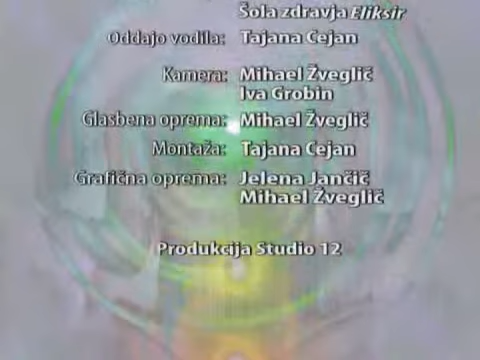 Šola zdravja Eliksir
Oddajo vodila: Tajana Cejan
Kamera: Mihael Žveglič
Iva Grobin
Glasbena oprema: Mihael Žveglič
Montaža: Tajana Cejan
Grafična oprema: Jelena Jančič
Mihael Žveglič
Produkcija Studio 12